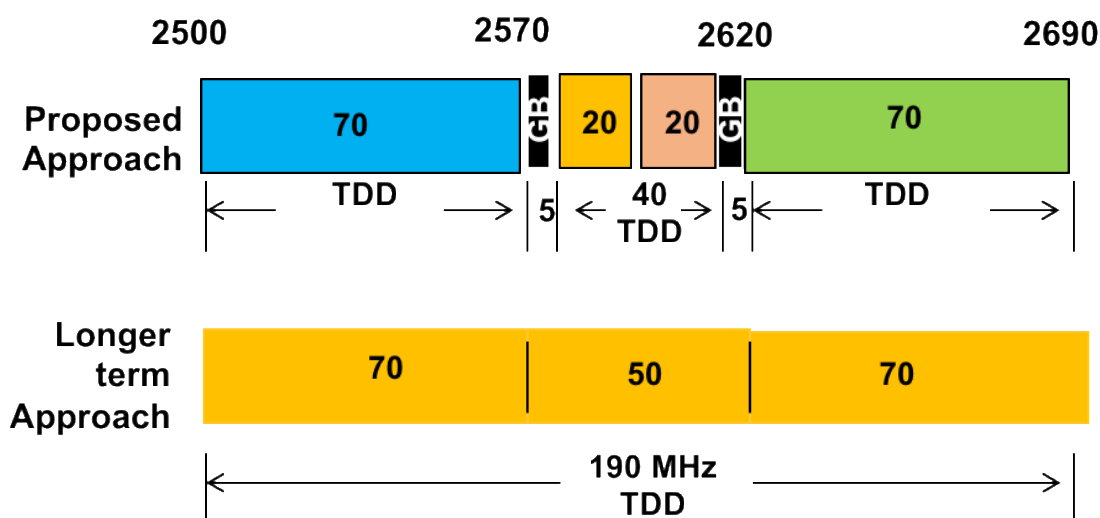 2500 2570 2620 2690
Proposed
Approach
70 GB 20 20 GB 70
TDD 5 40
TDD 5 TDD
Longer
term
Approach
70 50 70
190 MHz
TDD